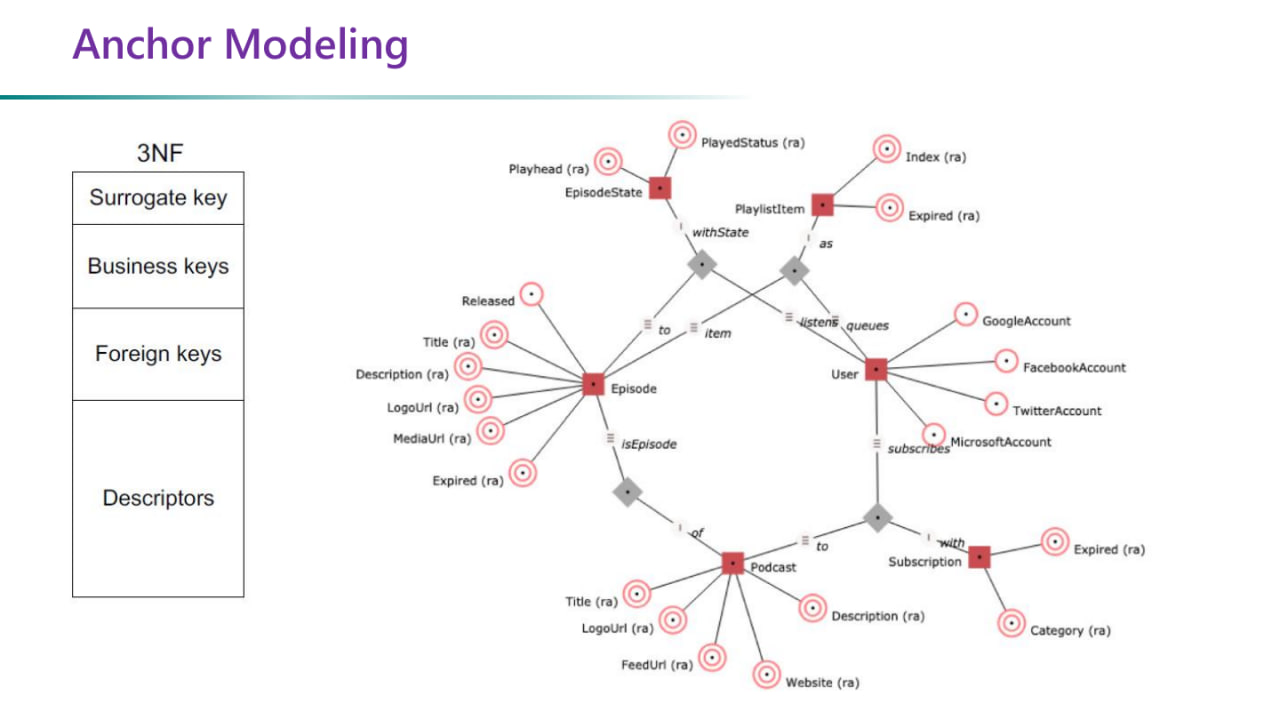 Anchor Modeling
3NF
Surrogate key
Business keys
Foreign keys
Descriptors
PlayedStatus (ra)
Playhead (ra)
EpisodeState
Index (ra)
PlaylistItem
Expired (ra)
withState
as
Released
to
item
listens
queues
GoogleAccount
Title (ra)
Description (ra)
LogoUrl (ra)
MediaUrl (ra)
Expired (ra)
Episode
User
FacebookAccount
TwitterAccount
MicrosoftAccount
isEpisode
subscribes
of
to
with
Podcast
Subscription
Expired (ra)
Title (ra)
LogoUrl (ra)
FeedUrl (ra)
Website (ra)
Description (ra)
Category (ra)